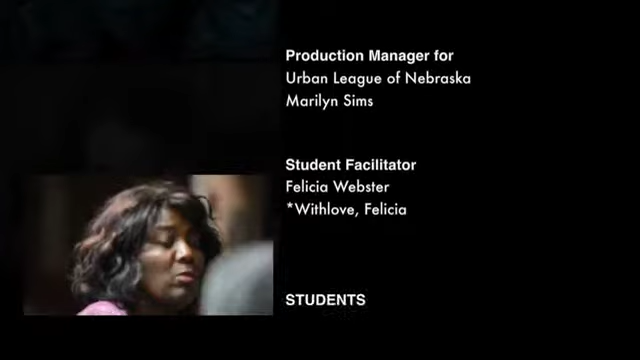 Production Manager for
Urban League of Nebraska
Marilyn Sims
Student Facilitator
Felicia Webster
*Withlove, Felicia
STUDENTS